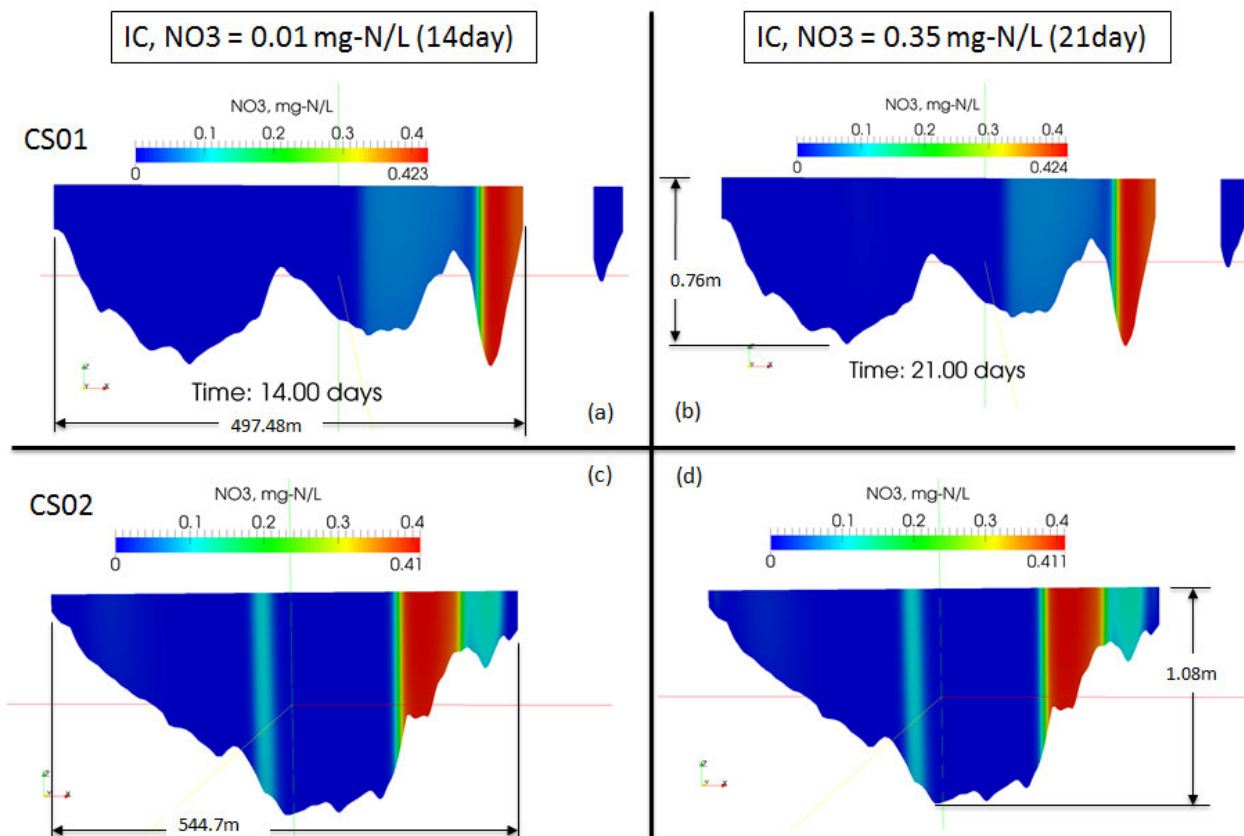 IC, NO3 = 0.01 mg-N/L (14day)
IC, NO3 = 0.35 mg-N/L (21day)
CS01
NO3, mg-N/L
0.1 0.2 0.3 0.4
0 0.423
Time: 14.00 days
497.48m
(a)
NO3, mg-N/L
0.1 0.2 0.3 0.4
0 0.424
0.76m
Time: 21.00 days
(b)
CS02
(c)
NO3, mg-N/L
0.1 0.2 0.3 0.4
0 0.41
544.7m
(d)
NO3, mg-N/L
0.1 0.2 0.3 0.4
0 0.411
1.08m